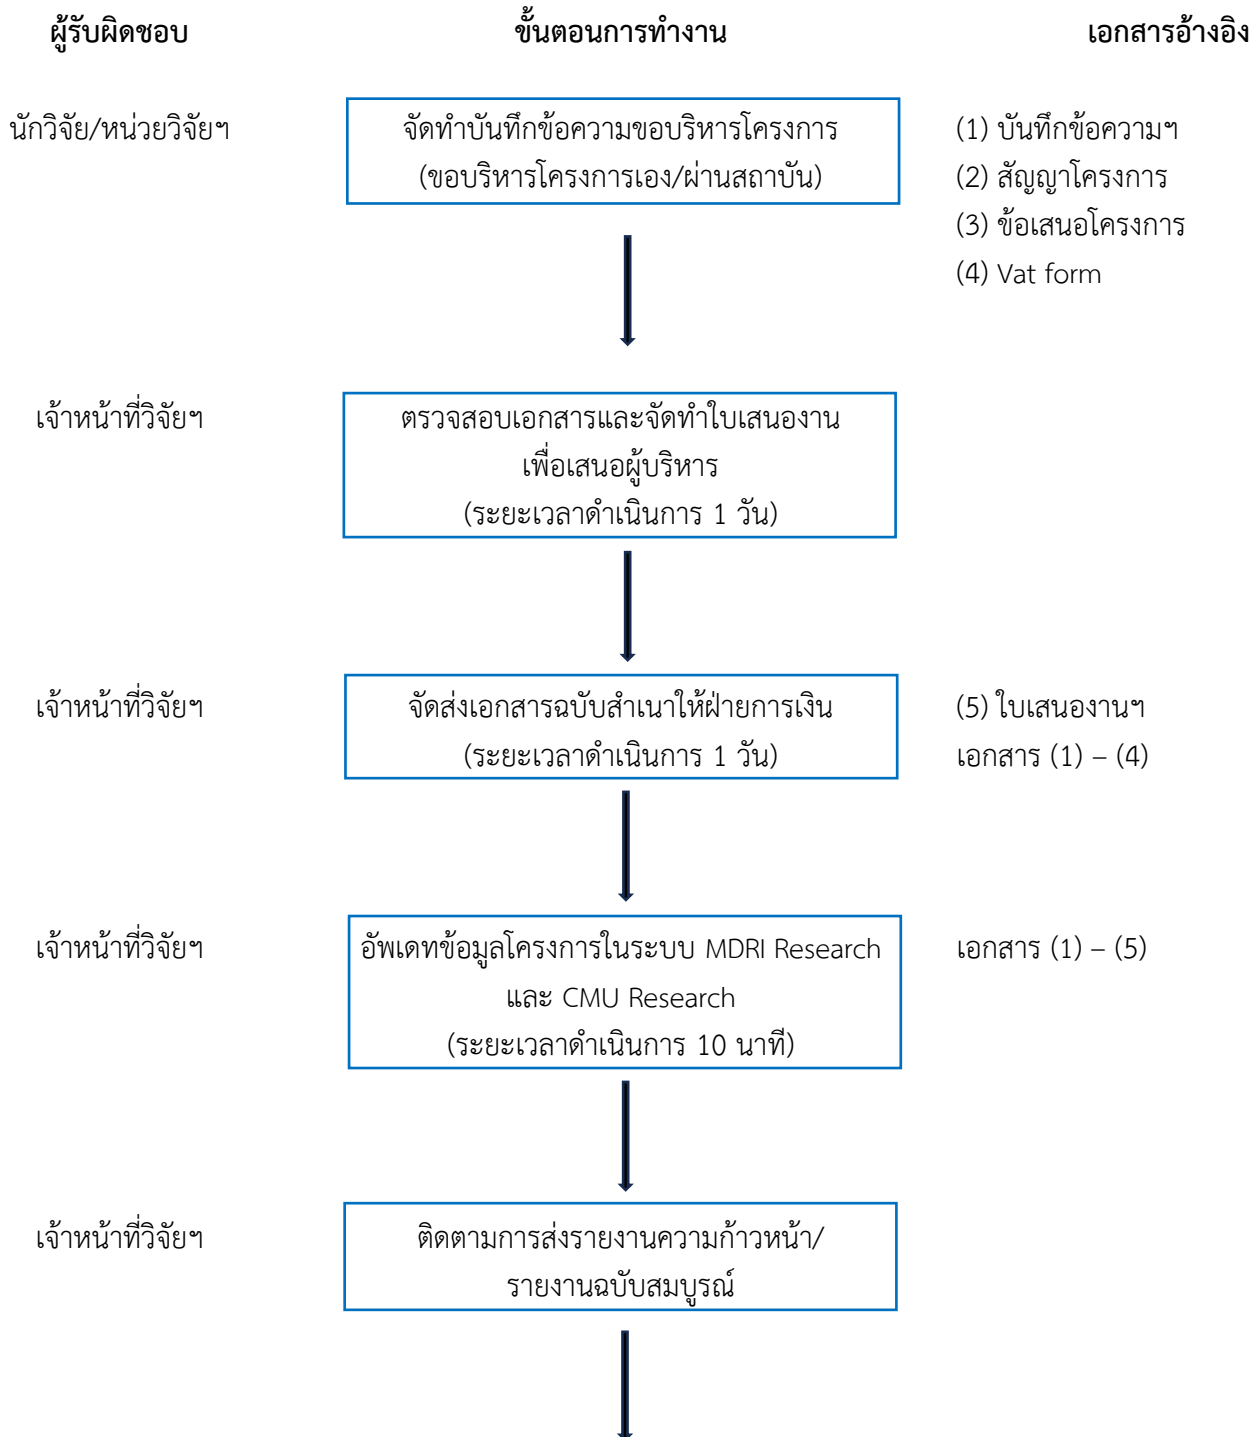 ผู้รับผิดชอบ ขั้นตอนการทำงาน เอกสารอ้างอิง
นักวิจัย/หน่วยวิจัยฯ จัดทำบันทึกข้อความขอบริหารโครงการ (1) บันทึกข้อความฯ
(ขอบริหารโครงการเอง/ผ่านสถาบัน) (2) สัญญาโครงการ
(3) ข้อเสนอโครงการ
(4) Vat form
เจ้าหน้าที่วิจัยฯ ตรวจสอบเอกสารและจัดทำใบเสนองาน
เพื่อเสนอผู้บริหาร
(ระยะเวลาดำเนินการ 1 วัน)
เจ้าหน้าที่วิจัยฯ จัดส่งเอกสารฉบับสำเนาให้ฝ่ายการเงิน (5) ใบเสนองานฯ
(ระยะเวลาดำเนินการ 1 วัน) เอกสาร (1) – (4)
เจ้าหน้าที่วิจัยฯ อัพเดทข้อมูลโครงการในระบบ MDRI Research เอกสาร (1) – (5)
และ CMU Research
(ระยะเวลาดำเนินการ 10 นาที)
เจ้าหน้าที่วิจัยฯ ติดตามการส่งรายงานความก้าวหน้า/
รายงานฉบับสมบูรณ์